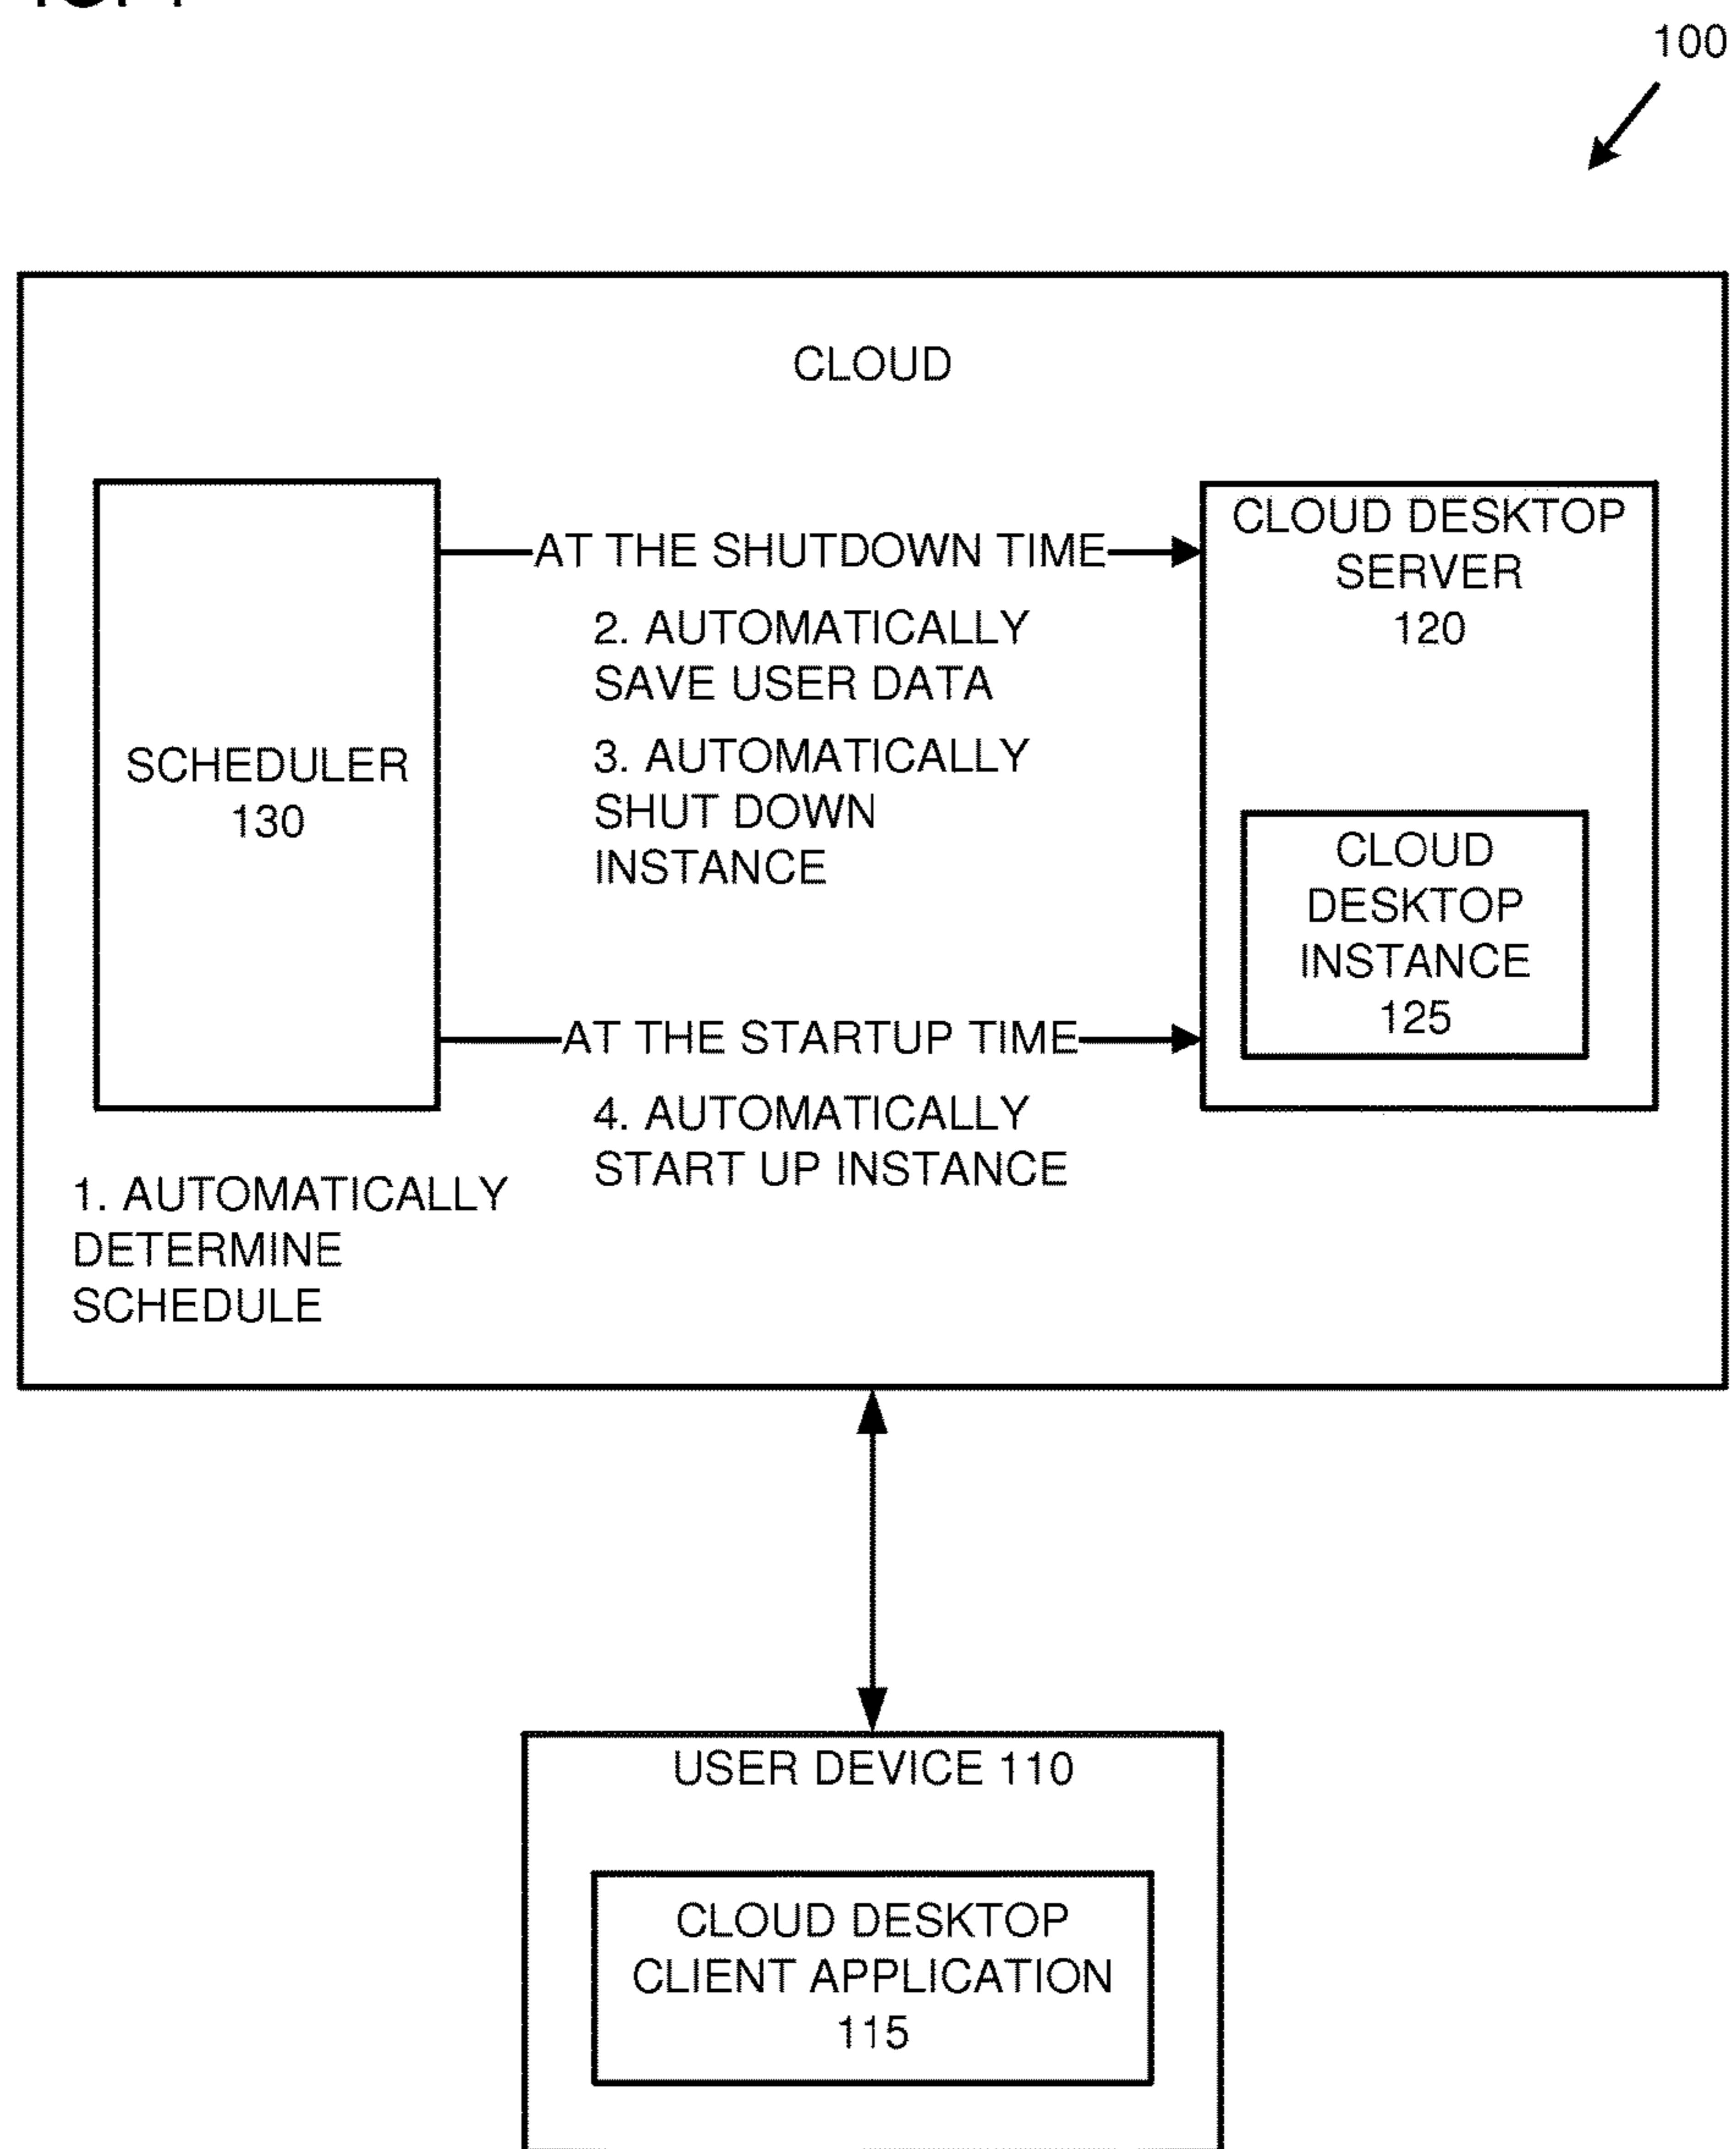 100
CLOUD
AT THE SHUTDOWN TIME
2. AUTOMATICALLY
SAVE USER DATA
3. AUTOMATICALLY
SHUT DOWN
INSTANCE
SCHEDULER
130
CLOUD DESKTOP
SERVER
120
CLOUD
DESKTOP
INSTANCE
125
AT THE STARTUP TIME
4. AUTOMATICALLY
START UP INSTANCE
1. AUTOMATICALLY
DETERMINE
SCHEDULE
USER DEVICE 110
CLOUD DESKTOP
CLIENT APPLICATION
115